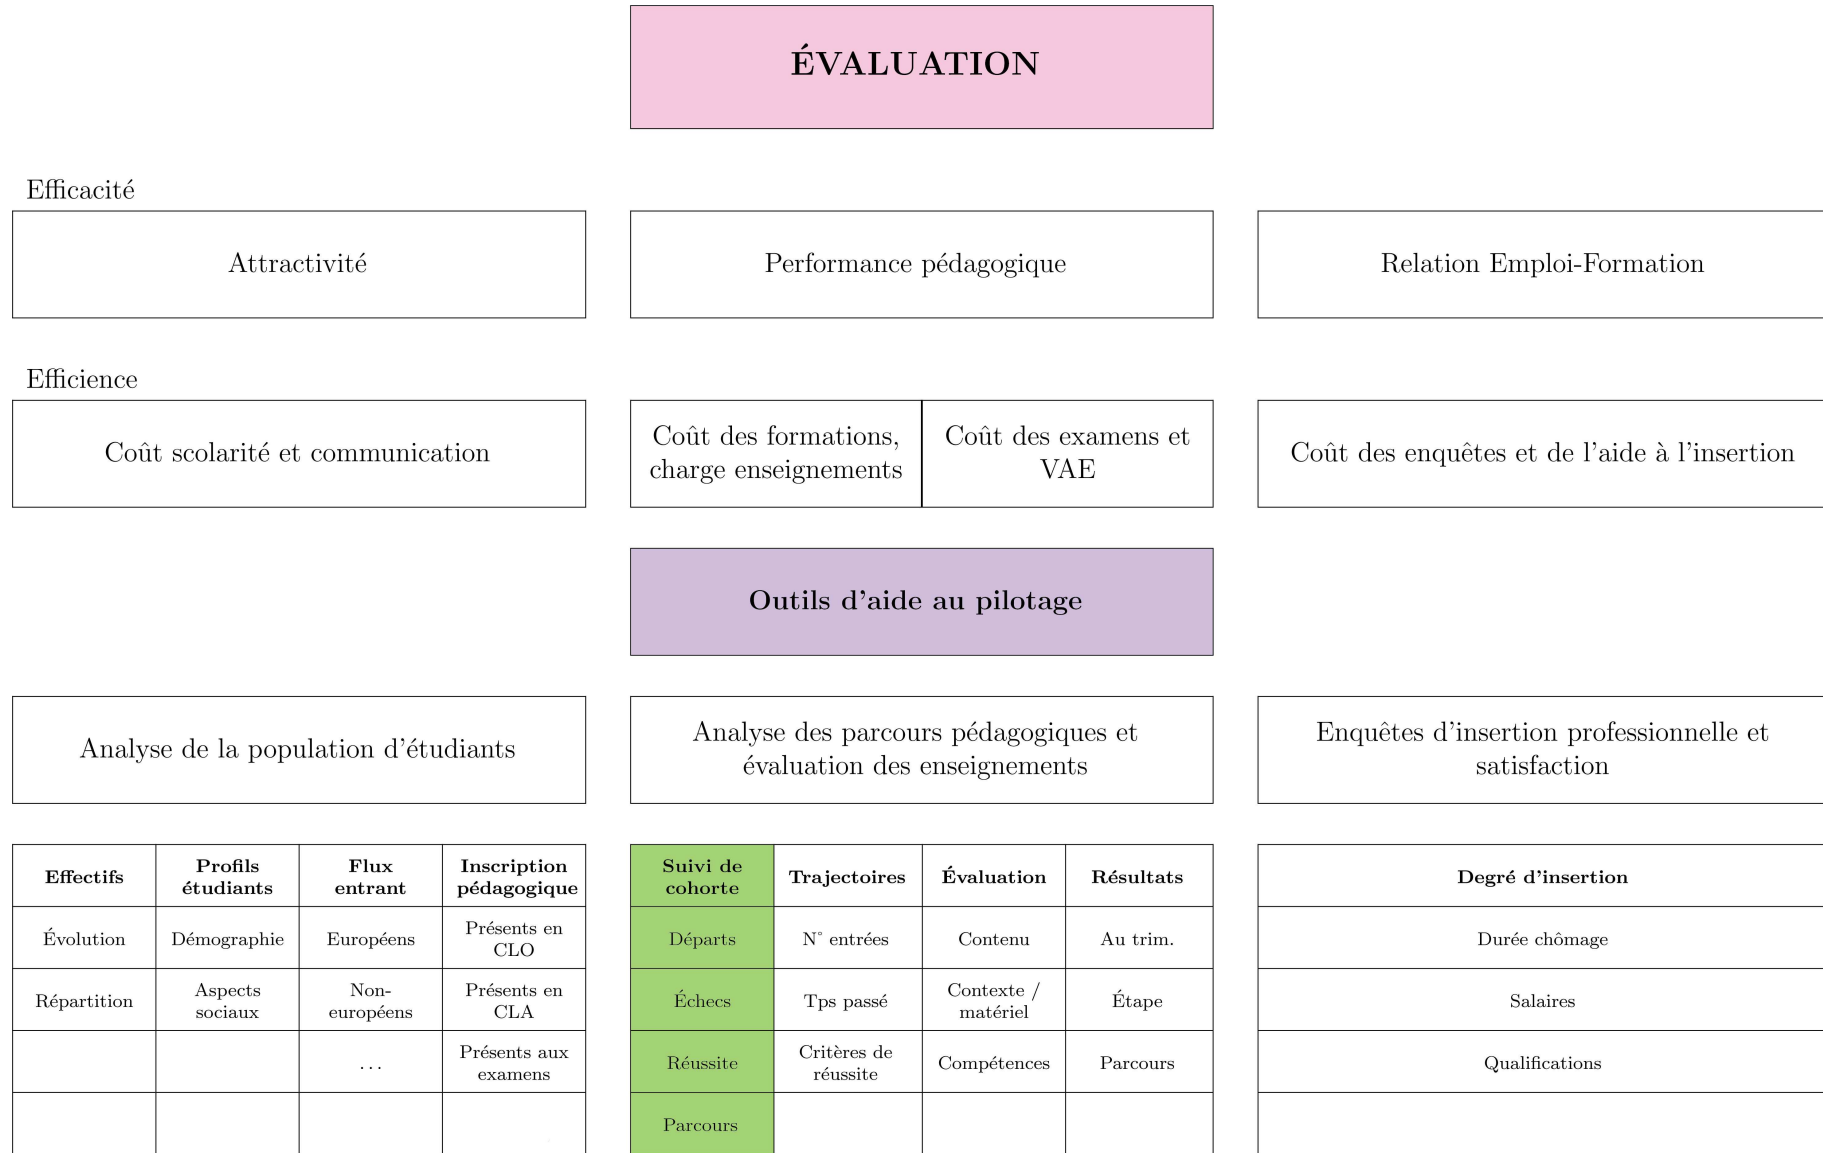 ÉVALUATION
Efficacité
Attractivité
Performance pédagogique
Relation Emploi-Formation
Efficience
Coût scolarité et communication
Coût des formations,
charge enseignements
Coût des examens et
VAE
Coût des enquêtes et de l'aide à l'insertion
Outils d'aide au pilotage
Analyse de la population d'étudiants
Analyse des parcours pédagogiques et
évaluation des enseignements
Enquêtes d'insertion professionnelle et
satisfaction
Effectifs
Profils
étudiants
Flux
entrant
Inscription
pédagogique
Évolution
Démographie
Européens
Présents en
CLO
Répartition
Aspects
sociaux
Non-
européens
Présents en
CLA
...
Présents aux
examens
Suivi de
cohorte
Trajectoires
Évaluation
Résultats
Départs
N° entrées
Contenu
Au trim.
Échecs
Tps passé
Contexte /
matériel
Étape
Réussite
Critères de
réussite
Compétences
Parcours
Parcours
Degré d'insertion
Durée chômage
Salaires
Qualifications